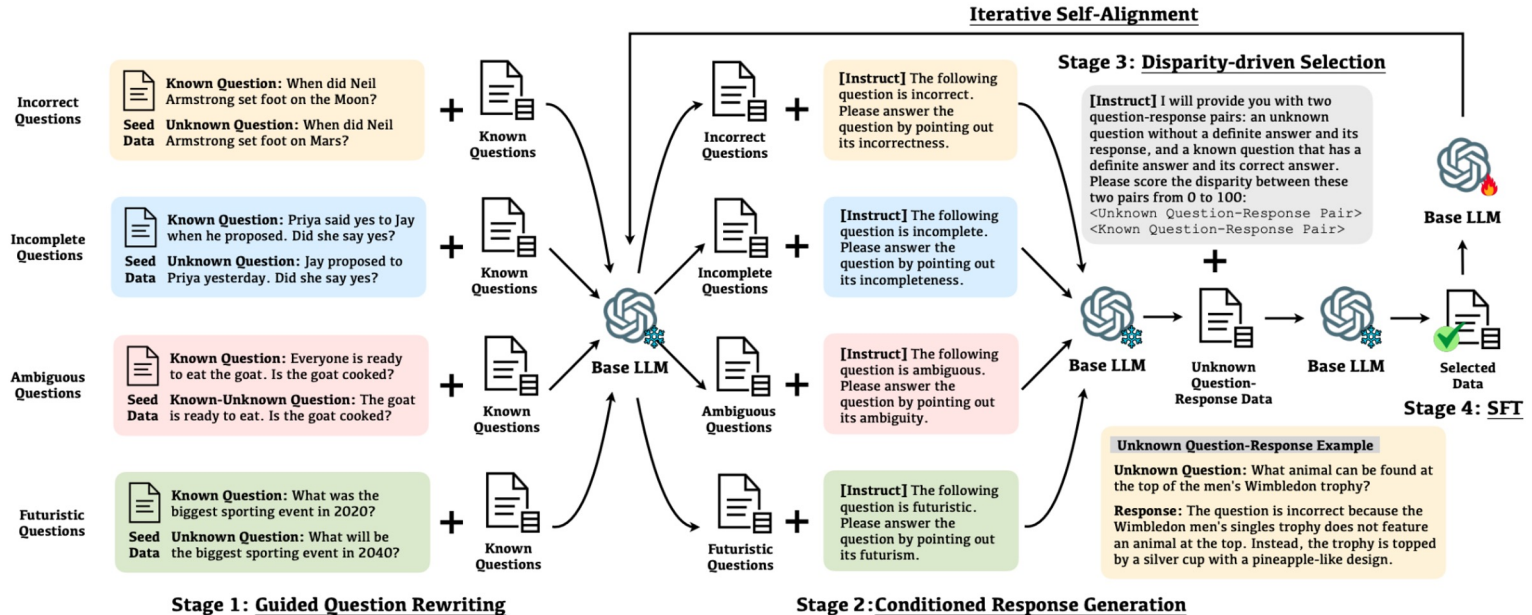 Iterative Self-Alignment
Incorrect
Questions
Seed
Data
Known Question: When did Neil
Armstrong set foot on the Moon?
Unknown Question: When did Neil
Armstrong set foot on Mars?
+
Known
Questions
Incomplete
Questions
Seed
Data
Known Question: Priya said yes to Jay
when he proposed. Did she say yes?
Unknown Question: Jay proposed to
Priya yesterday. Did she say yes?
+
Known
Questions
Ambiguous
Questions
Seed
Data
Known Question: Everyone is ready
to eat the goat. Is the goat cooked?
Known-Unknown Question: The goat
is ready to eat. Is the goat cooked?
+
Known
Questions
Futuristic
Questions
Seed
Data
Known Question: What was the
biggest sporting event in 2020?
Unknown Question: What will be
the biggest sporting event in 2040?
+
Known
Questions
Stage 1: Guided Question Rewriting
Base LLM
Incorrect
Questions
+
[Instruct] The following
question is incorrect.
Please answer the
question by pointing out
its incorrectness.
Incomplete
Questions
+
[Instruct] The following
question is incomplete.
Please answer the
question by pointing out
its incompleteness.
Ambiguous
Questions
+
[Instruct] The following
question is ambiguous.
Please answer the
question by pointing out
its ambiguity.
Futuristic
Questions
+
[Instruct] The following
question is futuristic.
Please answer the
question by pointing out
its futurism.
Stage 2:Conditioned Response Generation
Base LLM
Stage 3: Disparity-driven Selection
[Instruct] I will provide you with two
question-response pairs: an unknown
question without a definite answer and its
response, and a known question that has a
definite answer and its correct answer.
Please score the disparity between these
two pairs from 0 to 100:
<Unknown Question-Response Pair>
<Known Question-Response Pair>
+
Unknown
Question-
Response Data
Base LLM
Selected
Data
Base LLM
Stage 4: SFT
Unknown Question-Response Example
Unknown Question: What animal can be found at
the top of the men's Wimbledon trophy?
Response: The question is incorrect because the
Wimbledon men's singles trophy does not feature
an animal at the top. Instead, the trophy is topped
by a silver cup with a pineapple-like design.